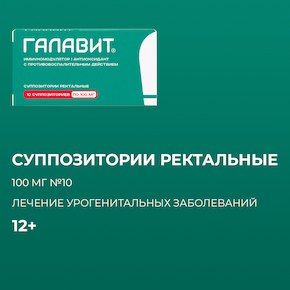 ГАЛАВИТ®
ИММУНОМОДУЛЯТОР | АНТИОКСИДАНТ
С ПРОТИВОВОСПАЛИТЕЛЬНЫМ ДЕЙСТВИЕМ
СУППОЗИТОРИИ РЕКТАЛЬНЫЕ
10 СУППОЗИТОРИЕВ ПО 100 МГ
СУППОЗИТОРИИ РЕКТАЛЬНЫЕ
100 МГ №10
ЛЕЧЕНИЕ УРОГЕНИТАЛЬНЫХ ЗАБОЛЕВАНИЙ
12+